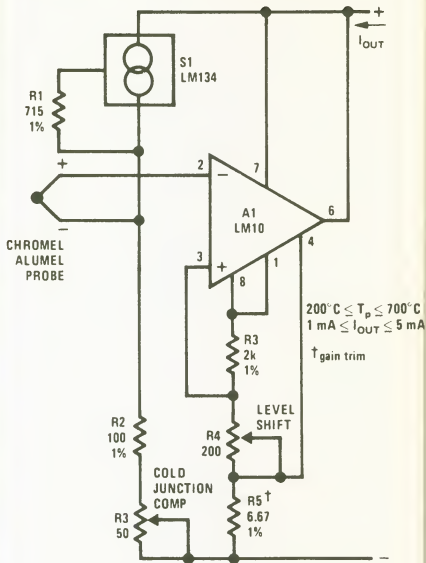 +
I OUT
S1
LM134
R1
715
1%
+
2
−
7
6
A1
LM10
4
CHROMEL
ALUMEL
PROBE
−
3
+
8
1
200°C ≤ Tp ≤ 700°C
1 mA ≤ IOUT ≤ 5 mA
† gain trim
R3
2k
1%
LEVEL
SHIFT
R4
200
R2
100
1%
COLD
JUNCTION
COMP
R3
50
R5†
6.67
1%
−